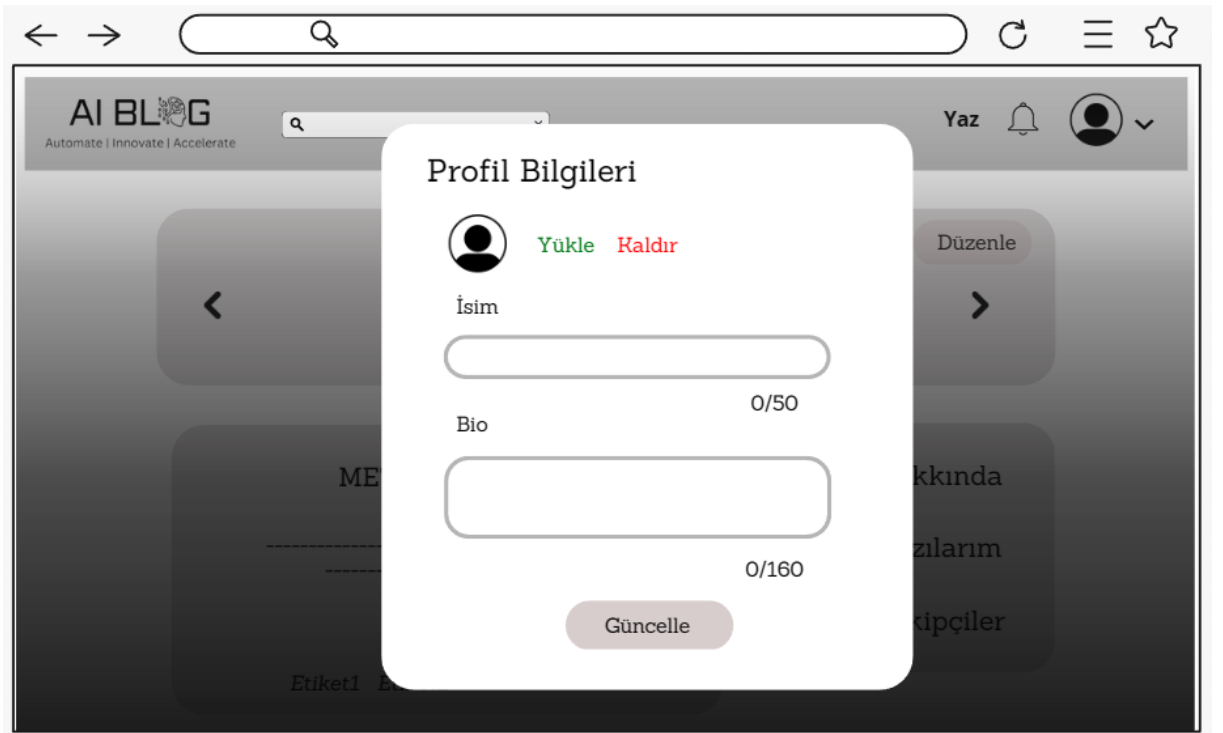 AI BLOG
Automate | Innovate | Accelerate
Yaz
Profil Bilgileri
Yükle Kaldır
Düzenle
İsim
0/50
Bio
ME
kkında
zılarım
0/160
kipçiler
Güncelle
Etiket1